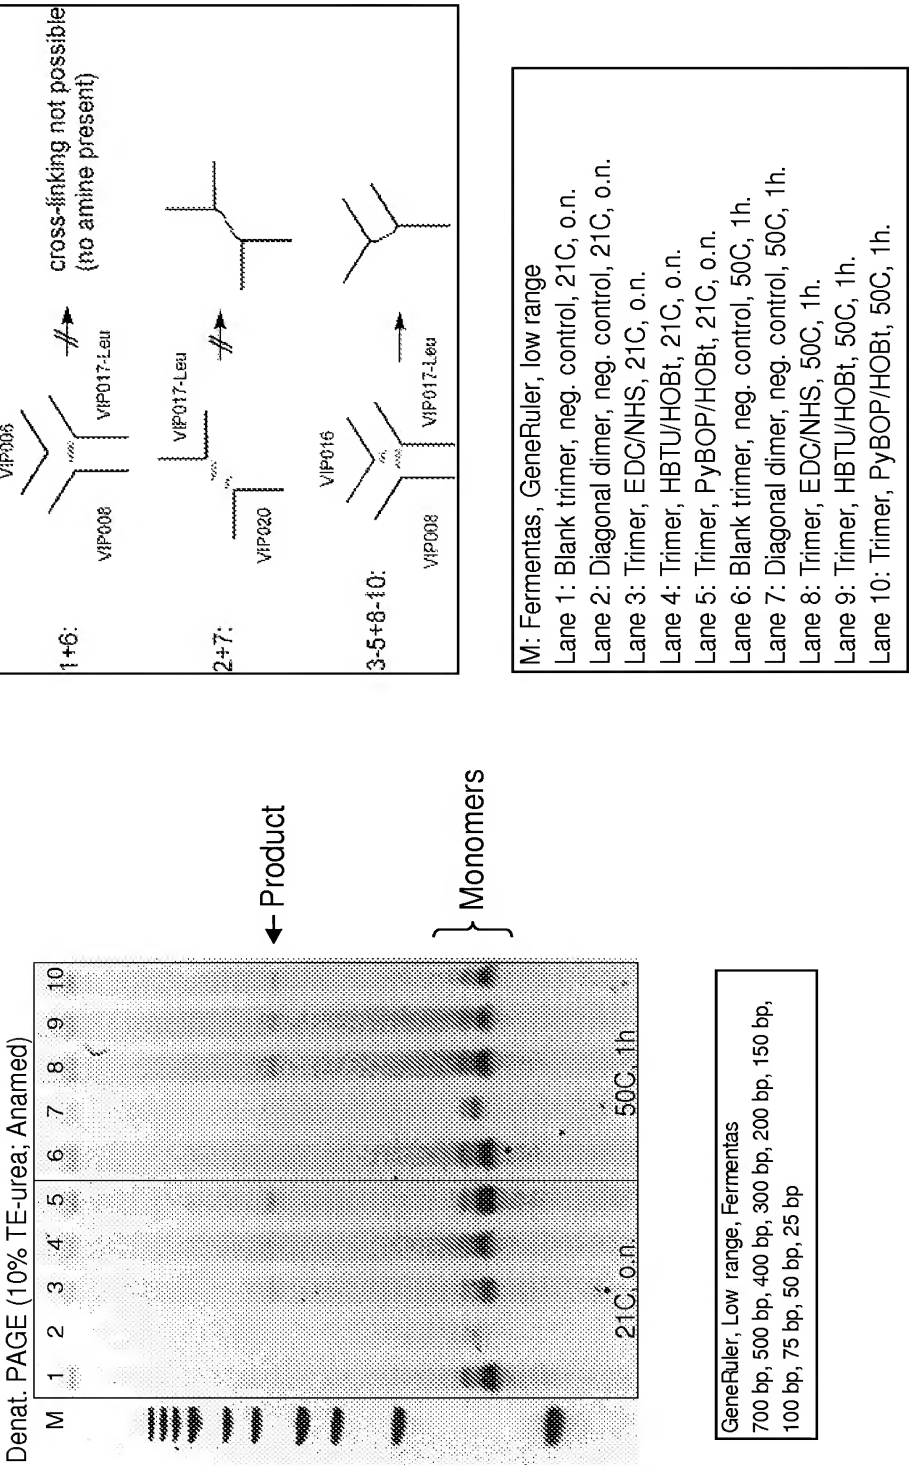 Denat. PAGE (10% TE-urea; Anamed)
M 1 2 3 4 5 6 7 8 9 10
21C, o.n.
50C, 1h
Product
Monomers
GeneRuler, Low range, Fermentas
700 bp, 500 bp, 400 bp, 300 bp, 200 bp, 150 bp,
100 bp, 75 bp, 50 bp, 25 bp
1+6:
VIP006
VIP008
VIP017-Leu
cross-linking not possible
(no amine present)
2+7:
VIP017-Leu
VIP020
3-5+8-10:
VIP016
VIP008
VIP017-Leu
M: Fermentas, GeneRuler, low range
Lane 1: Blank trimer, neg. control, 21C, o.n.
Lane 2: Diagonal dimer, neg. control, 21C, o.n.
Lane 3: Trimer, EDC/NHS, 21C, o.n.
Lane 4: Trimer, HBTU/HOBt, 21C, o.n.
Lane 5: Trimer, PyBOP/HOBt, 21C, o.n.
Lane 6: Blank trimer, neg. control, 50C, 1h.
Lane 7: Diagonal dimer, neg. control, 50C, 1h.
Lane 8: Trimer, EDC/NHS, 50C, 1h.
Lane 9: Trimer, HBTU/HOBt, 50C, 1h.
Lane 10: Trimer, PyBOP/HOBt, 50C, 1h.